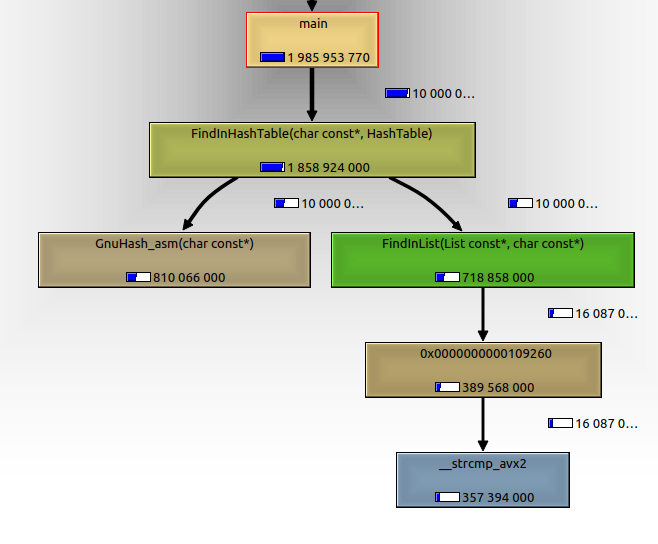 main
1 985 953 770
10 000 0...
FindInHashTable(char const*, HashTable)
1 858 924 000
10 000 0...
10 000 0...
GnuHash_asm(char const*)
810 066 000
FindInList(List const*, char const*)
718 858 000
16 087 0...
0x0000000000109260
389 568 000
16 087 0...
__strcmp_avx2
357 394 000